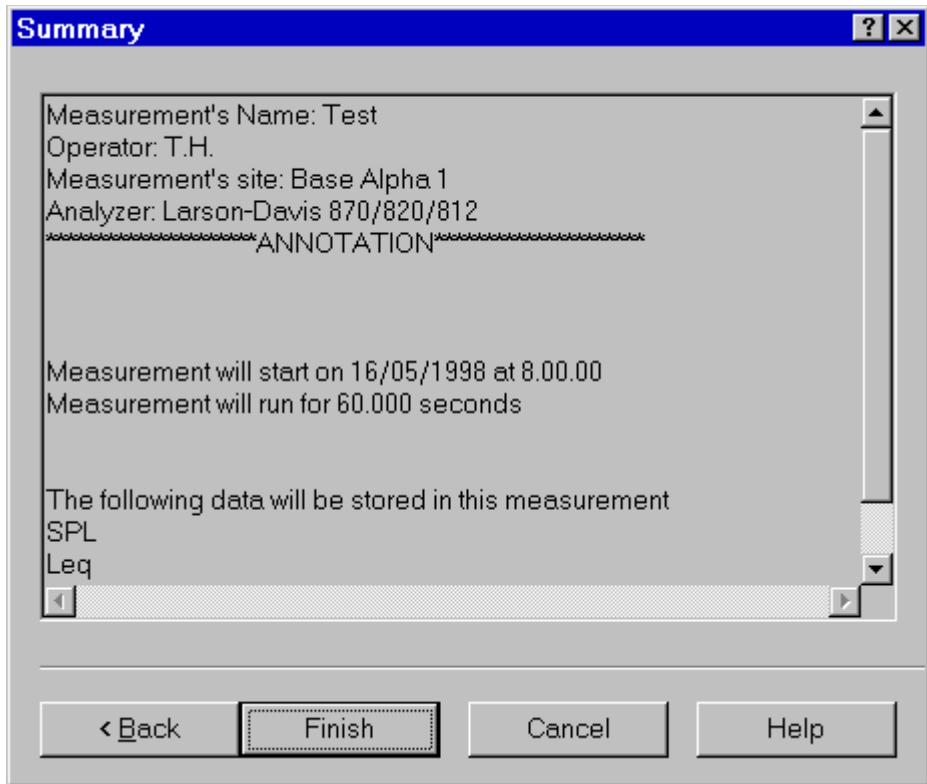 Summary
Measurement's Name: Test
Operator: T.H.
Measurement's site: Base Alpha 1
Analyzer: Larson-Davis 870/820/812
**********************ANNOTATION**********************
Measurement will start on 16/05/1998 at 8.00.00
Measurement will run for 60.000 seconds
The following data will be stored in this measurement
SPL
Leq
< Back Finish Cancel Help